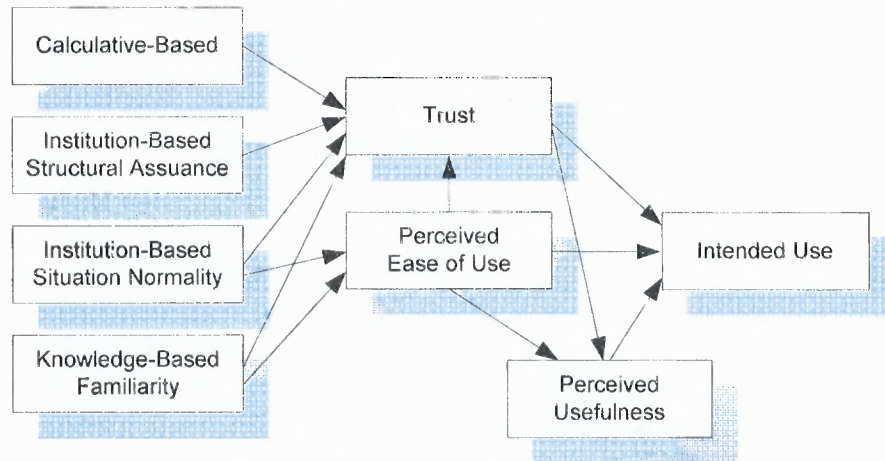 Calculative-Based
Institution-Based
Structural Assuance
Institution-Based
Situation Normality
Knowledge-Based
Familiarity
Trust
Perceived
Ease of Use
Intended Use
Perceived
Usefulness